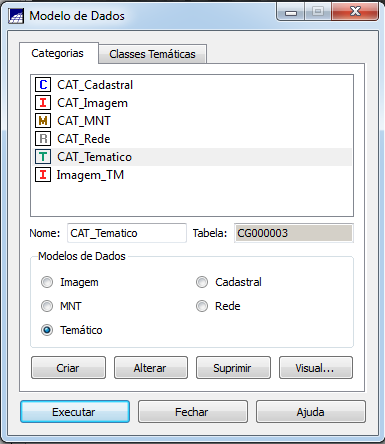 Modelo de Dados
Categorias Classes Temáticas
C CAT_Cadastral
I CAT_Imagem
M CAT_MNT
R CAT_Rede
T CAT_Tematico
I Imagem_TM
Nome: CAT_Tematico Tabela: CG000003
Modelos de Dados
Imagem Cadastral
MNT Rede
Temático
Criar Alterar Suprimir Visual...
Executar Fechar Ajuda